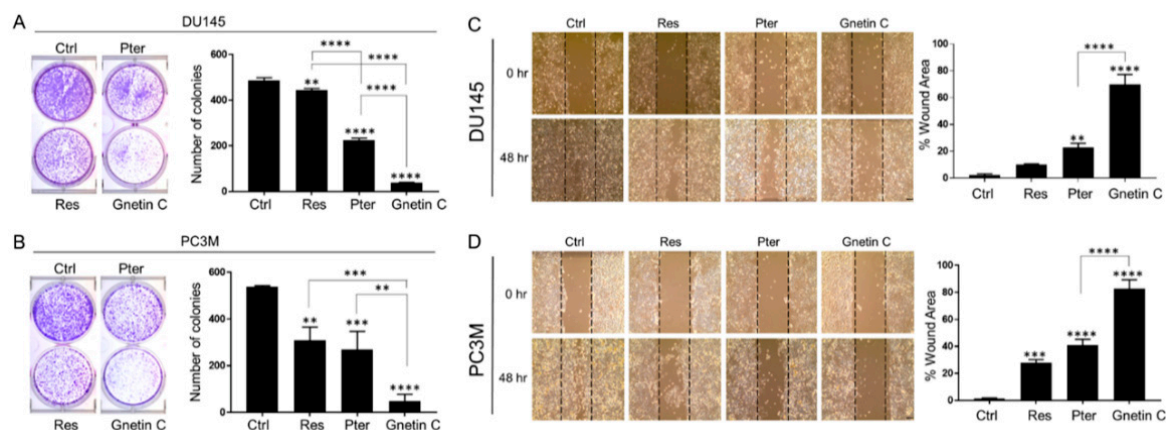 A
DU145
Ctrl Pter
Res Gnetin C
Number of colonies
600
400
200
0
****
****
**
****
****
****
Ctrl Res Pter Gnetin C
B
PC3M
Ctrl Pter
Res Gnetin C
Number of colonies
600
400
200
0
***
**
**
***
****
Ctrl Res Pter Gnetin C
C
Ctrl Res Pter Gnetin C
DU145
0 hr
48 hr
% Wound Area
100
80
60
40
20
0
****
****
**
Ctrl Res Pter Gnetin C
D
Ctrl Res Pter Gnetin C
PC3M
0 hr
48 hr
% Wound Area
100
80
60
40
20
0
****
****
****
***
Ctrl Res Pter Gnetin C